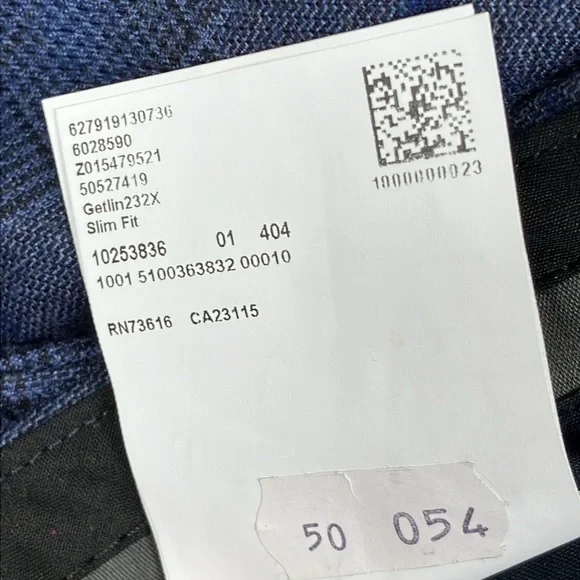 627919130736
6028590
Z015479521
50527419
Getlin232X
Slim Fit
10253836 01 404
1001 5100363832 00010
RN73616 CA23115
1000000023
50 054